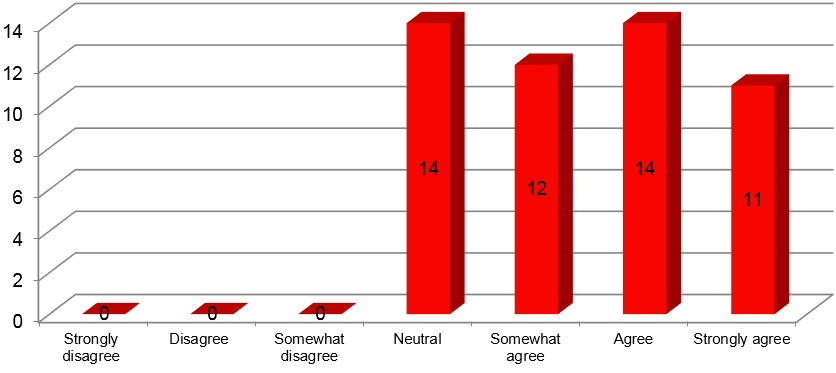 14
12
10
8
6
4
2
0
0
0
0
14
12
14
11
Strongly disagree
Disagree
Somewhat disagree
Neutral
Somewhat agree
Agree
Strongly agree